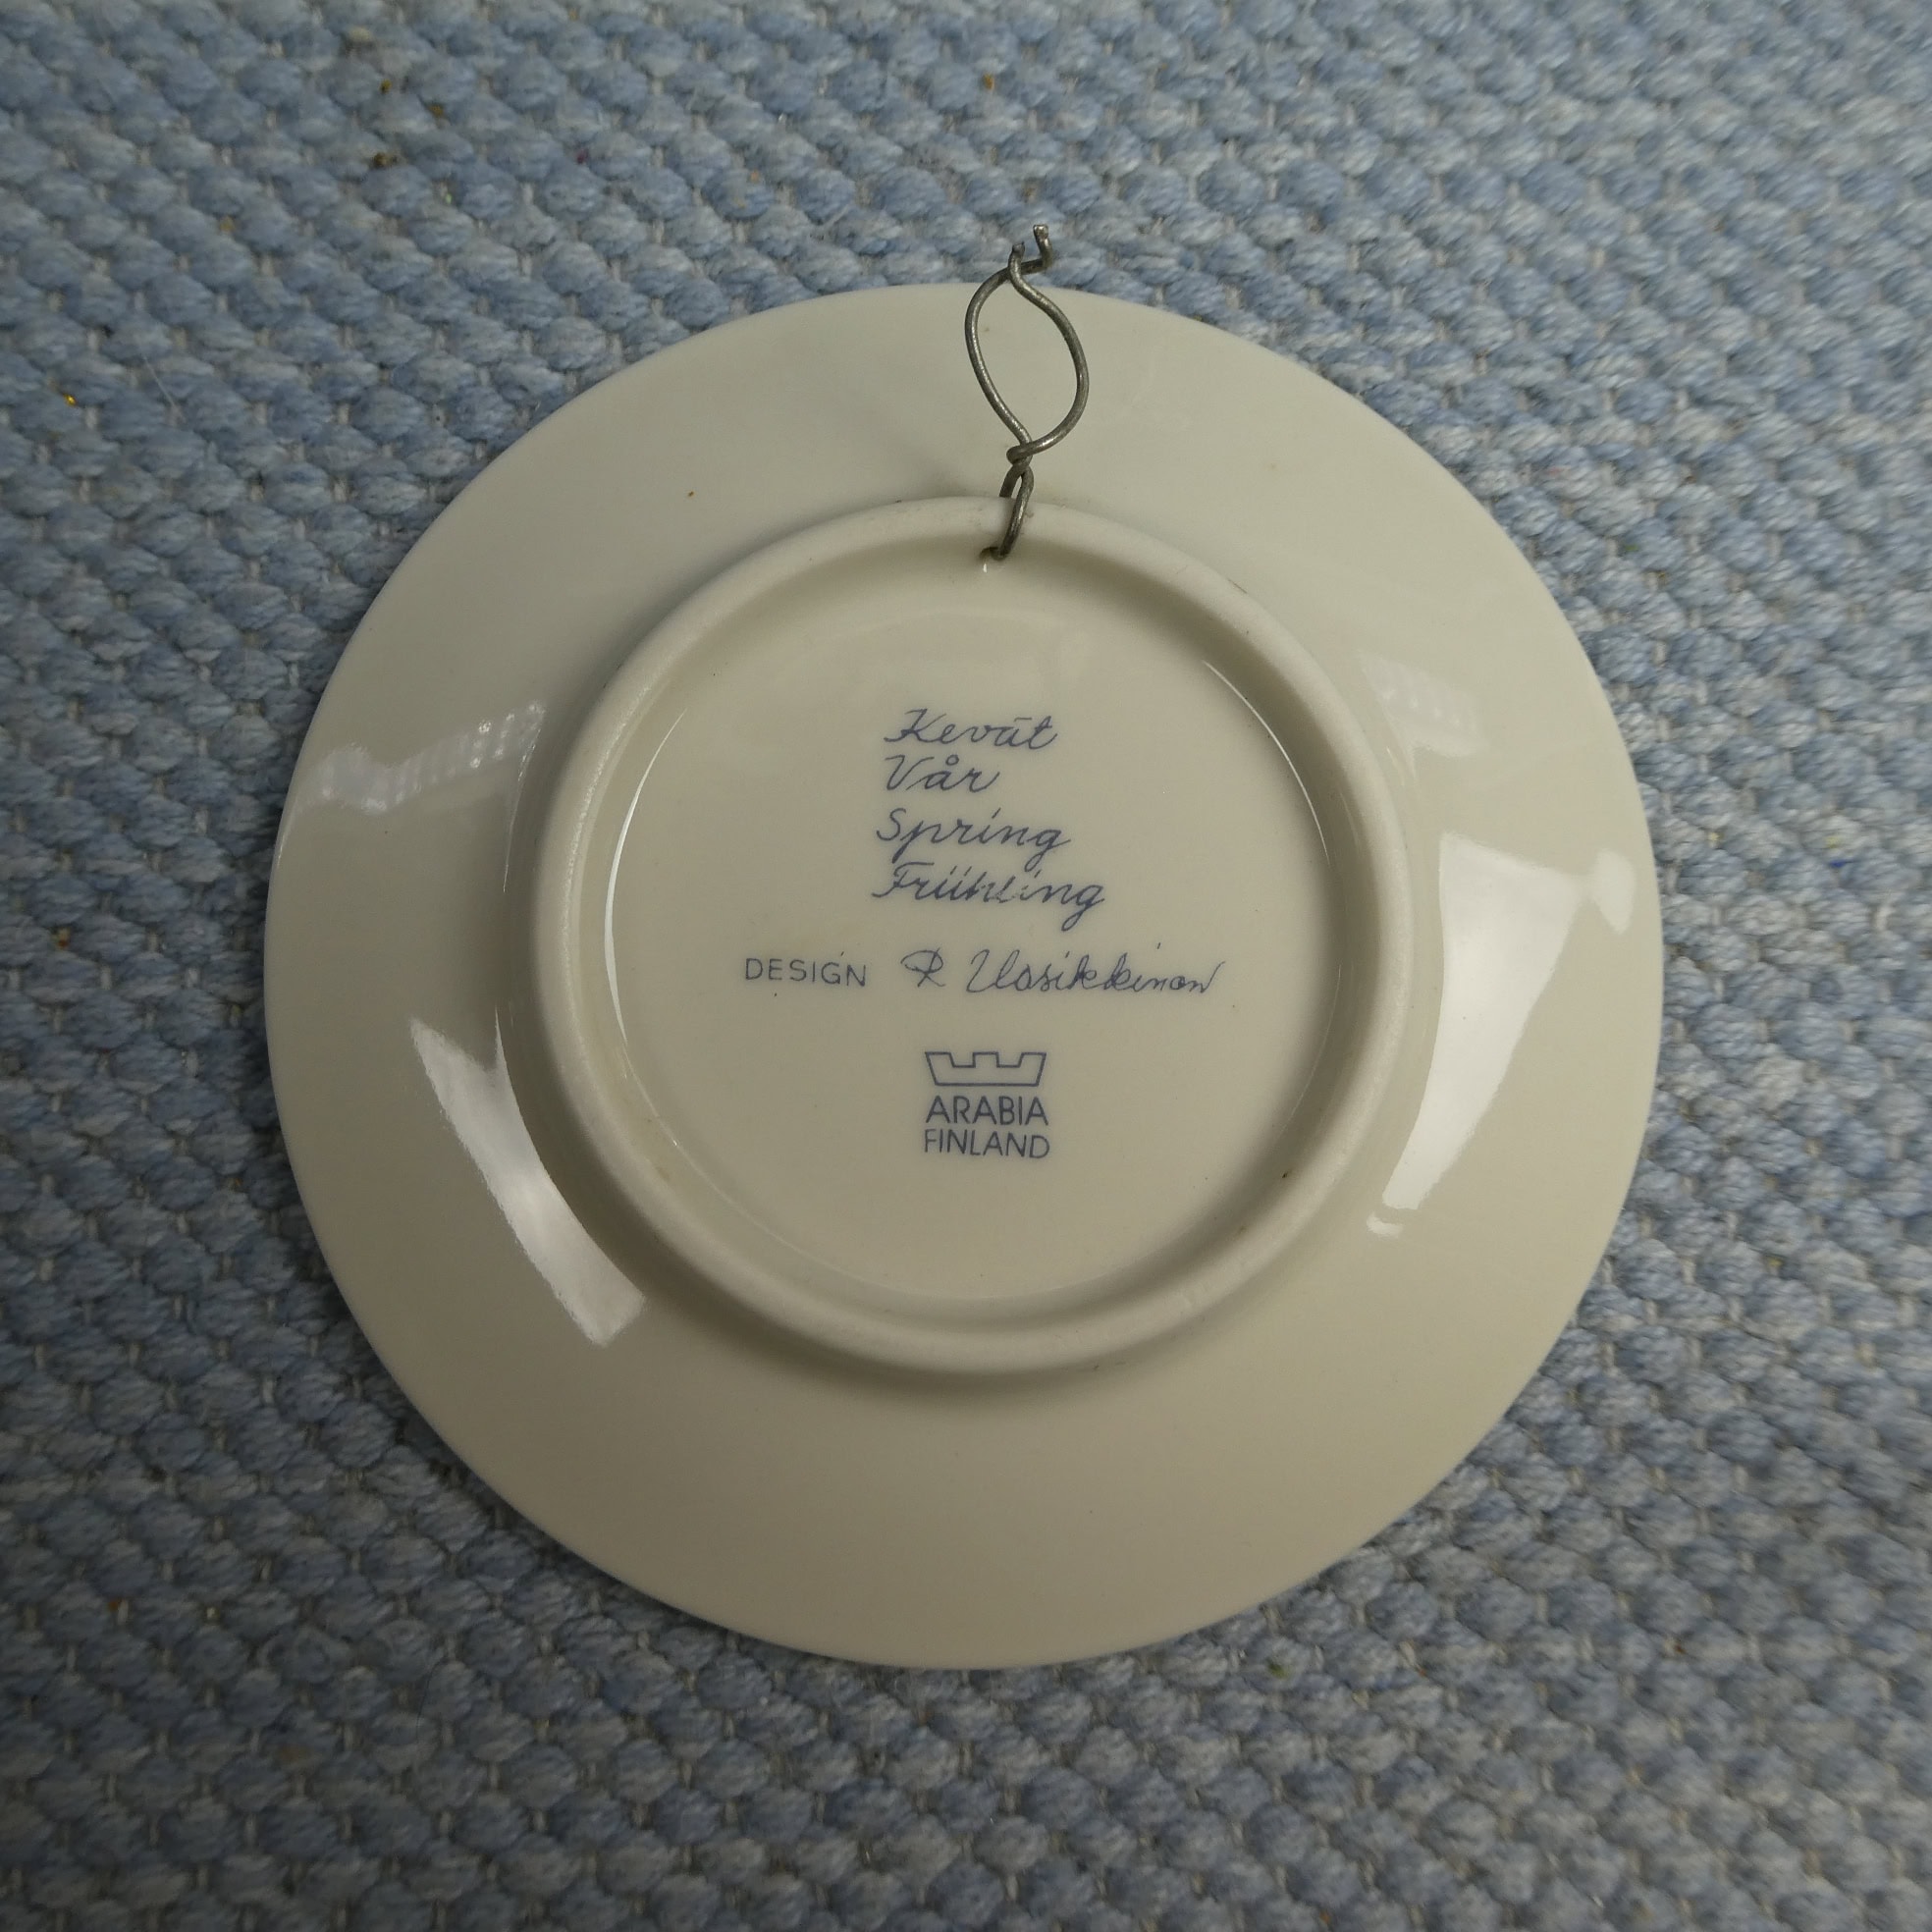 Kevät
Vår
Spring
Frühling
DESIGN R Uosikkinen
ARABIA
FINLAND